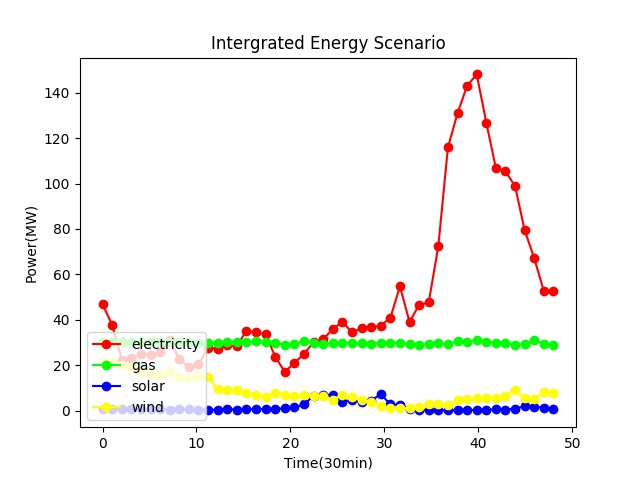 Intergrated Energy Scenario
Power(MW)
140
120
100
80
60
40
20
0
electricity
gas
solar
wind
0 10 20 30 40 50
Time(30min)